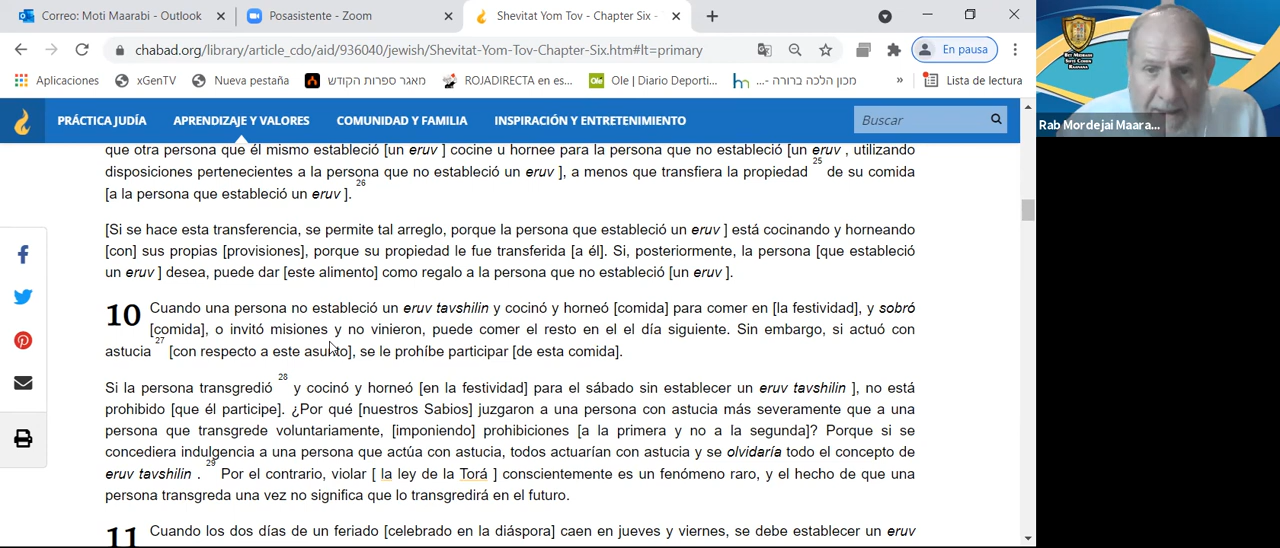 Correo: Moti Maarabi - Outlook
Posasistente - Zoom
Shevitat Yom Tov - Chapter Six -
chabad.org/library/article_cdo/aid/936040/jewish/Shevitat-Yom-Tov-Chapter-Six.htm#lt=primary
En pausa
Aplicaciones
xGenTV
Nueva pestaña
מאגר ספרות הקודש
ROJADIRECTA en es...
Ole | Diario Deporti...
מכון הלכה ברורה -...
»
Lista de lectura
PRÁCTICA JUDÍA
APRENDIZAJE Y VALORES
COMUNIDAD Y FAMILIA
INSPIRACIÓN Y ENTRETENIMIENTO
Buscar
Rab Mordejai Maara...
que otra persona que él mismo estableció [un eruv ] cocine u hornee para la persona que no estableció [un eruv , utilizando
disposiciones pertenecientes a la persona que no estableció un eruv ], a menos que transfiera la propiedad 25 de su comida
[a la persona que estableció un eruv ]. 26
[Si se hace esta transferencia, se permite tal arreglo, porque la persona que estableció un eruv ] está cocinando y horneando
[con] sus propias [provisiones], porque su propiedad le fue transferida [a él]. Si, posteriormente, la persona [que estableció
un eruv ] desea, puede dar [este alimento] como regalo a la persona que no estableció [un eruv ].
10 Cuando una persona no estableció un eruv tavshilin y cocinó y horneó [comida] para comer en [la festividad], y sobró
[comida], o invitó misiones y no vinieron, puede comer el resto en el el día siguiente. Sin embargo, si actuó con
astucia 27 [con respecto a este asunto], se le prohíbe participar [de esta comida].
Si la persona transgredió 28 y cocinó y horneó [en la festividad] para el sábado sin establecer un eruv tavshilin ], no está
prohibido [que él participe]. ¿Por qué [nuestros Sabios] juzgaron a una persona con astucia más severamente que a una
persona que transgrede voluntariamente, [imponiendo] prohibiciones [a la primera y no a la segunda]? Porque si se
concediera indulgencia a una persona que actúa con astucia, todos actuarían con astucia y se olvidaría todo el concepto de
eruv tavshilin . 29 Por el contrario, violar [ la ley de la Torá ] conscientemente es un fenómeno raro, y el hecho de que una
persona transgreda una vez no significa que lo transgredirá en el futuro.
11 Cuando los dos días de un feriado [celebrado en la diáspora] caen en jueves y viernes, se debe establecer un eruv